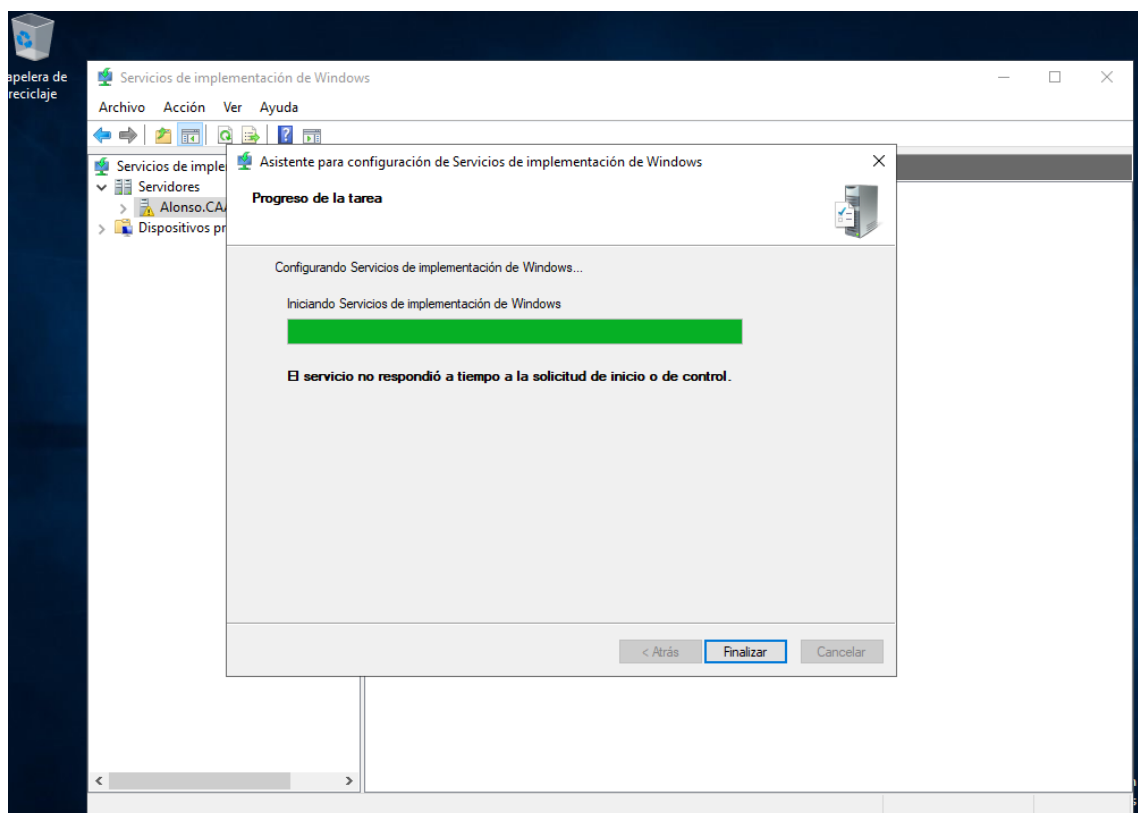 apelera de
reciclaje
Servicios de implementación de Windows
Archivo Acción Ver Ayuda
Servicios de imple
Servidores
Alonso.CA
Dispositivos pr
Asistente para configuración de Servicios de implementación de Windows
Progreso de la tarea
Configurando Servicios de implementación de Windows...
Iniciando Servicios de implementación de Windows
El servicio no respondió a tiempo a la solicitud de inicio o de control.
< Atrás Finalizar Cancelar